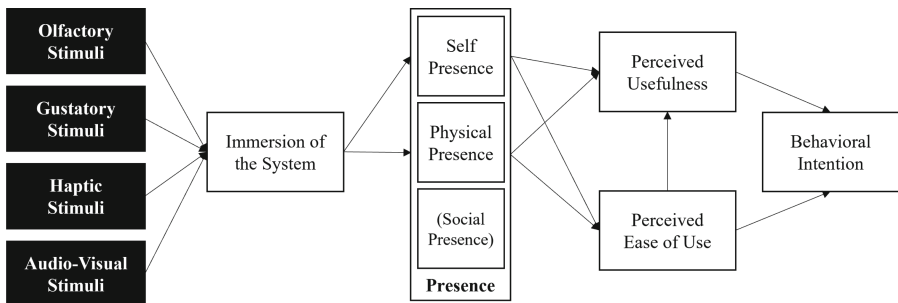 Olfactory
Stimuli
Gustatory
Stimuli
Haptic
Stimuli
Audio-Visual
Stimuli
Immersion of
the System
Self
Presence
Physical
Presence
(Social
Presence)
Presence
Perceived
Usefulness
Perceived
Ease of Use
Behavioral
Intention